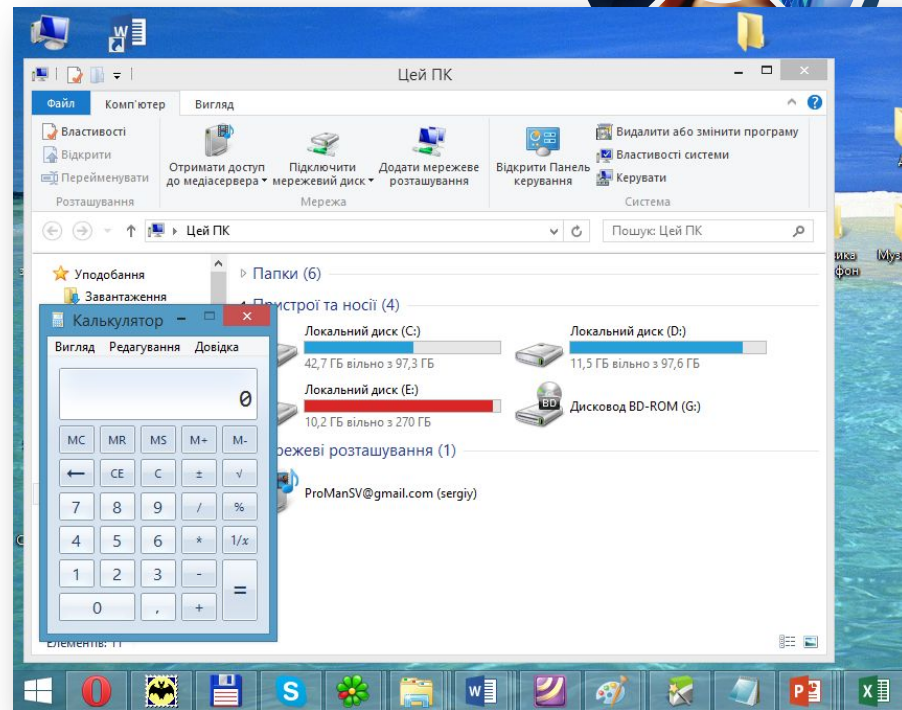 Цей ПК
Файл Комп'ютер Вигляд
Властивості
Відкрити
Перейменувати
Розташування
Отримати доступ до медіасервера
Підключити мережевий диск
Додати мережеве розташування
Мережа
Відкрити Панель керування
Видалити або змінити програму
Властивості системи
Керувати
Система
Цей ПК
Пошук: Цей ПК
Уподобання
Завантаження
Папки (6)
Пристрої та носії (4)
Локальний диск (C:)
42,7 ГБ вільно з 97,3 ГБ
Локальний диск (D:)
11,5 ГБ вільно з 97,6 ГБ
Локальний диск (E:)
10,2 ГБ вільно з 270 ГБ
BD
Дисковод BD-ROM (G:)
режеві розташування (1)
ProManSV@gmail.com (sergiy)
Елементів: 11
Калькулятор
Вигляд Редагування Довідка
0
MC MR MS M+ M-
← CE C ± √
7 8 9 / %
4 5 6 * 1/x
1 2 3 - =
0 , +